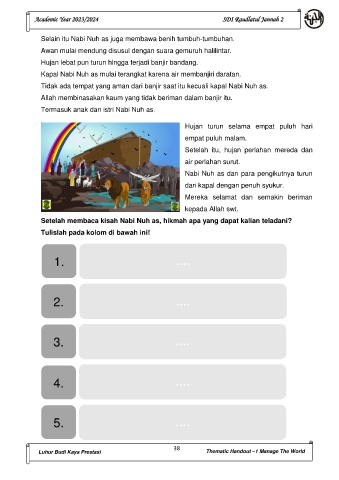 Academic Year 2023/2024
SDI Raudlatul Jannah 2
Selain itu Nabi Nuh as juga membawa benih tumbuh-tumbuhan.
Awan mulai mendung disusul dengan suara gemuruh halilintar.
Hujan lebat pun turun hingga terjadi banjir bandang.
Kapal Nabi Nuh as mulai terangkat karena air membanjiri daratan.
Tidak ada tempat yang aman dari banjir saat itu kecuali kapal Nabi Nuh as.
Allah membinasakan kaum yang tidak beriman dalam banjir itu.
Termasuk anak dan istri Nabi Nuh as.
Hujan turun selama empat puluh hari
empat puluh malam.
Setelah itu, hujan perlahan mereda dan
air perlahan surut.
Nabi Nuh as dan para pengikutnya turun
dari kapal dengan penuh syukur.
Mereka selamat dan semakin beriman
kepada Allah swt.
Setelah membaca kisah Nabi Nuh as, hikmah apa yang dapat kalian teladani?
Tulislah pada kolom di bawah ini!
1. ....
2. ....
3. ....
4. ....
5. ....
Luhur Budi Kaya Prestasi
38
Thematic Handout – I Manage The World